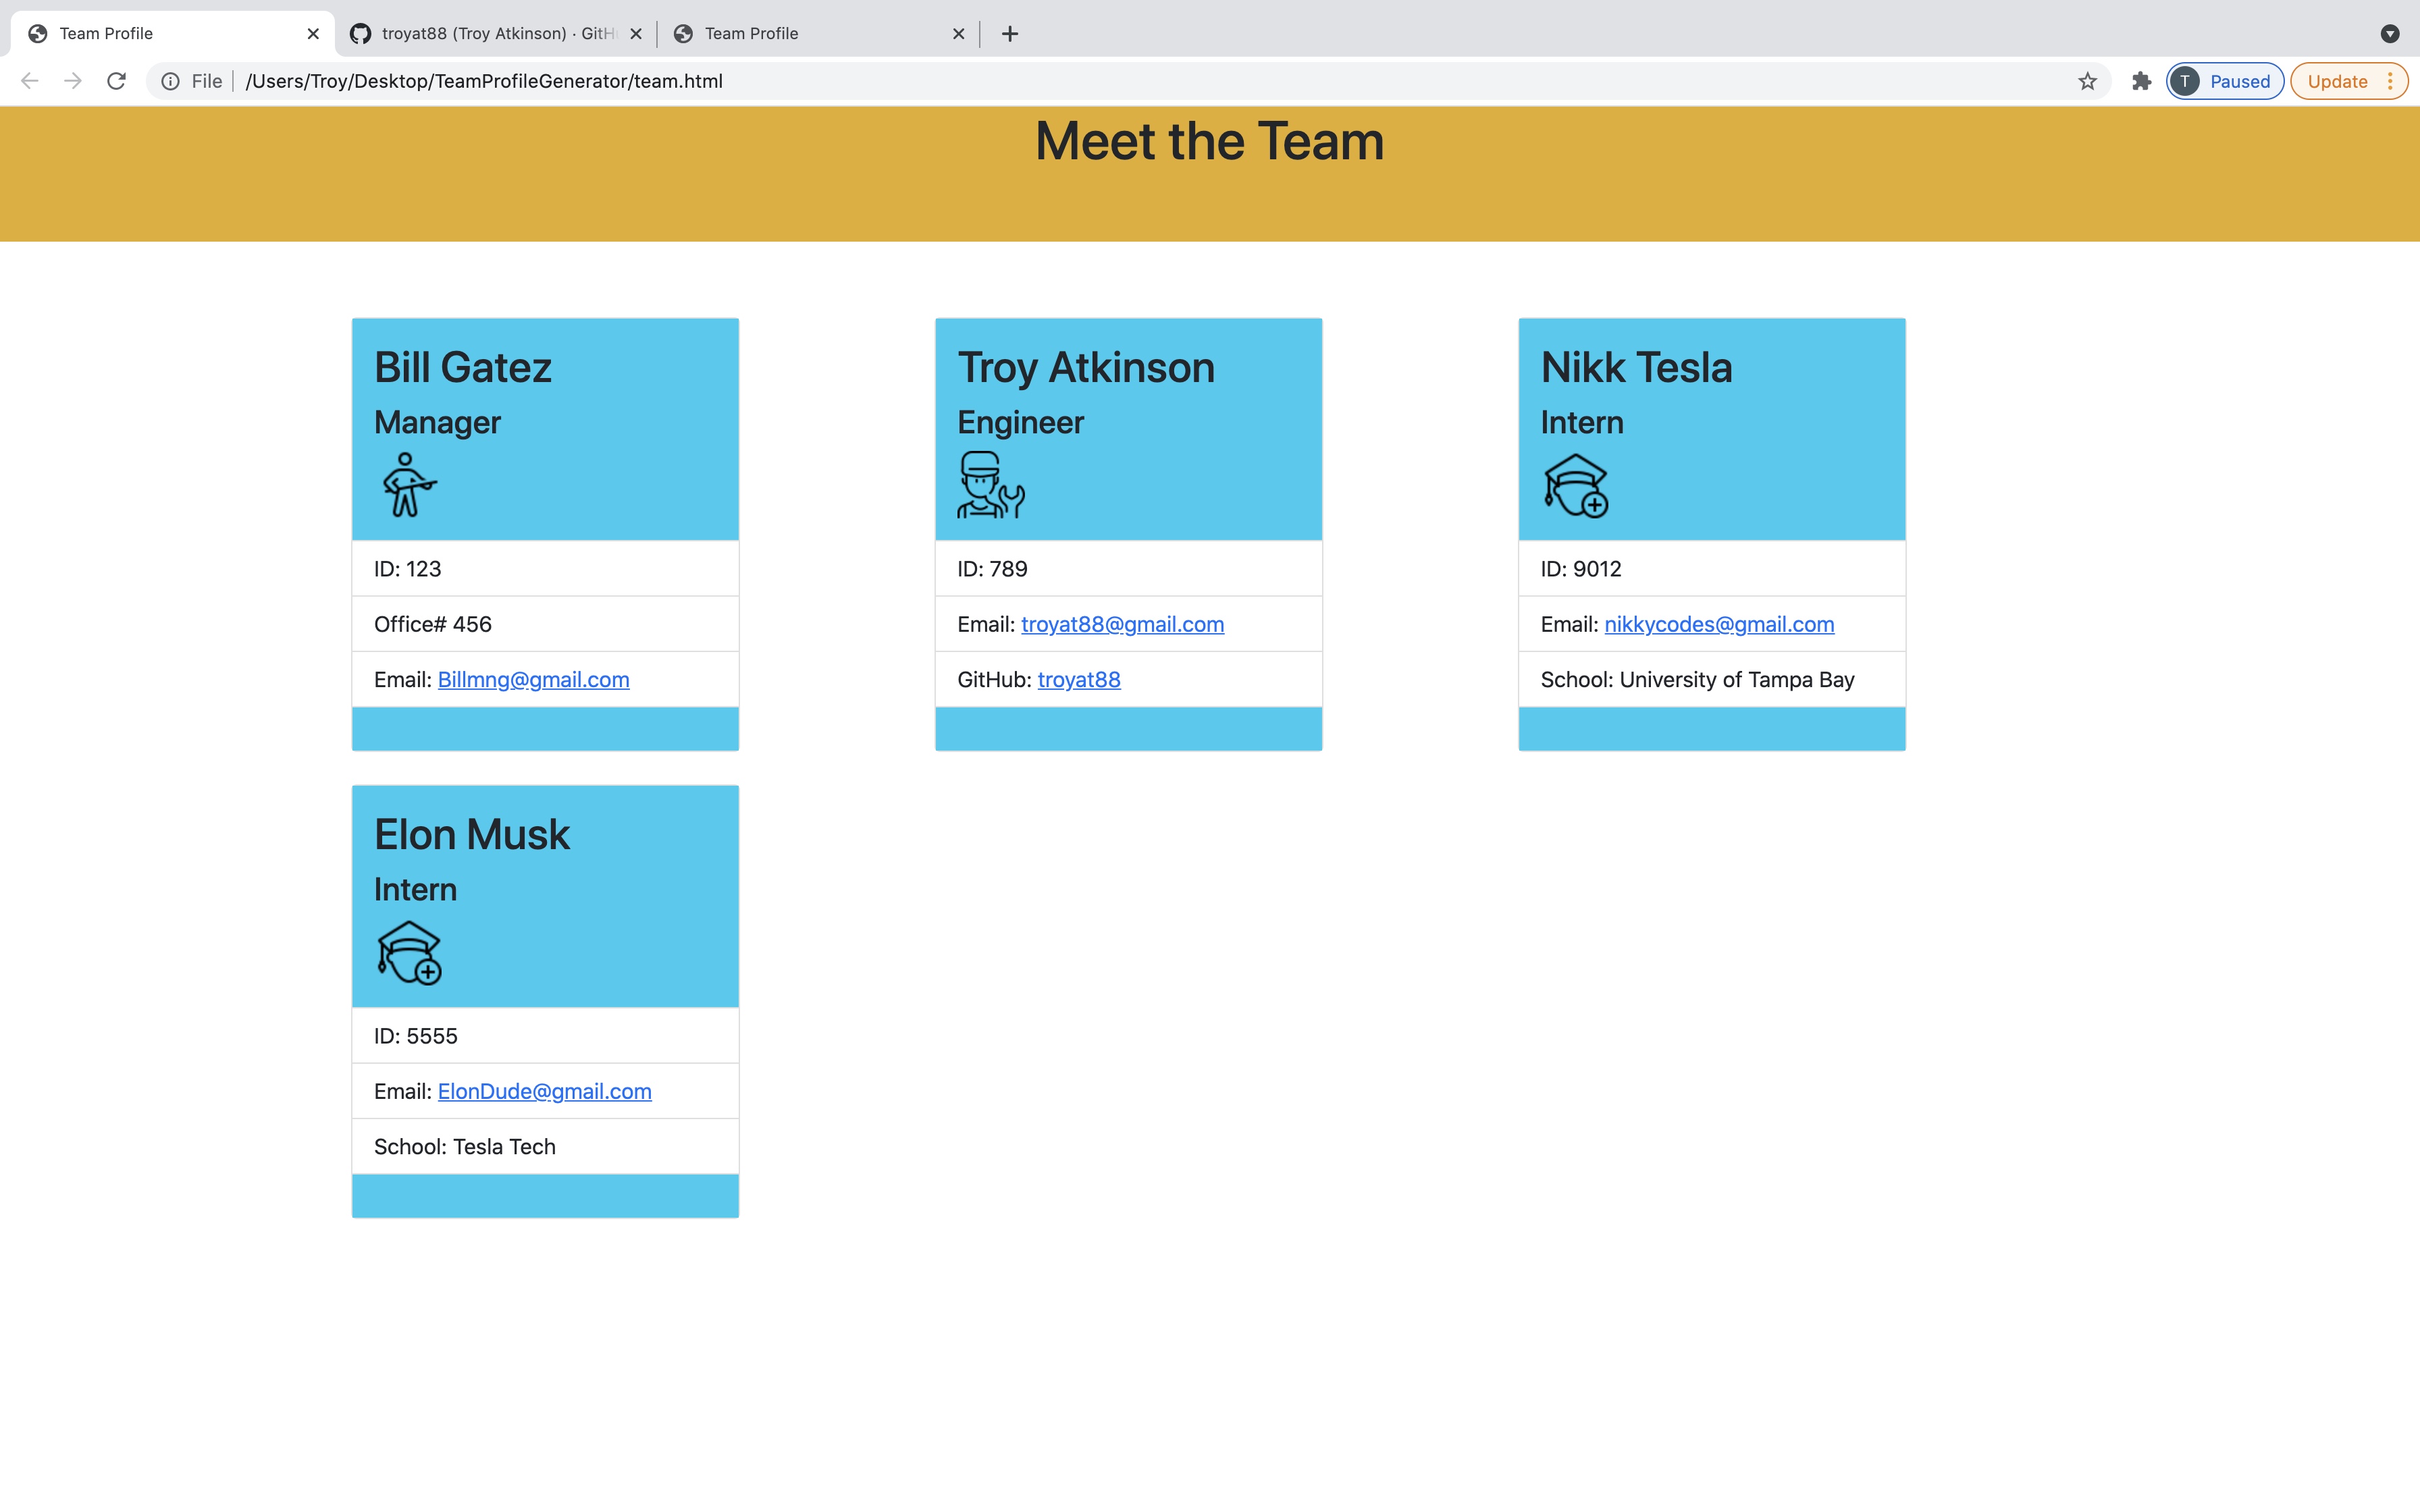 Team Profile
troyat88 (Troy Atkinson) · GitH
Team Profile
File
/Users/Troy/Desktop/TeamProfileGenerator/team.html
T
Paused
Update
Meet the Team
Bill Gatez
Manager
ID: 123
Office# 456
Email: Billmng@gmail.com
Troy Atkinson
Engineer
ID: 789
Email: troyat88@gmail.com
GitHub: troyat88
Nikk Tesla
Intern
ID: 9012
Email: nikkycodes@gmail.com
School: University of Tampa Bay
Elon Musk
Intern
ID: 5555
Email: ElonDude@gmail.com
School: Tesla Tech